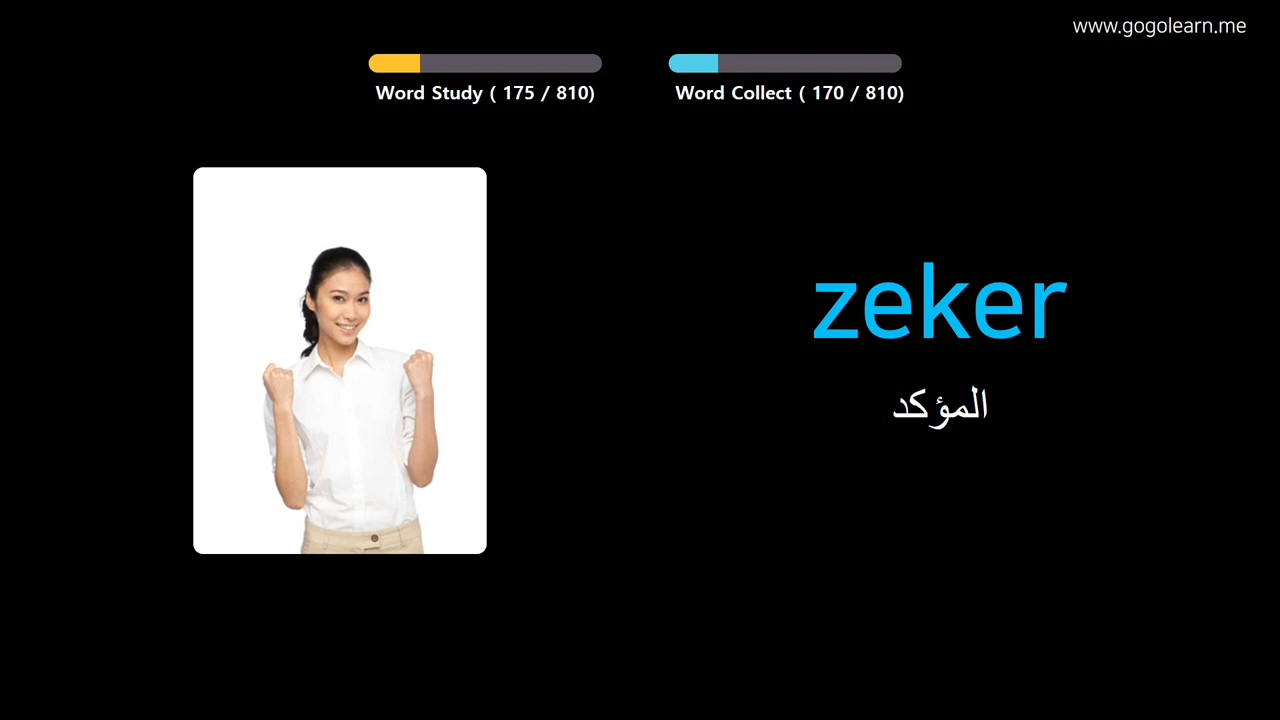 www.gogolearn.me
Word Study ( 175 / 810)
Word Collect ( 170 / 810)
zeker
المؤكد